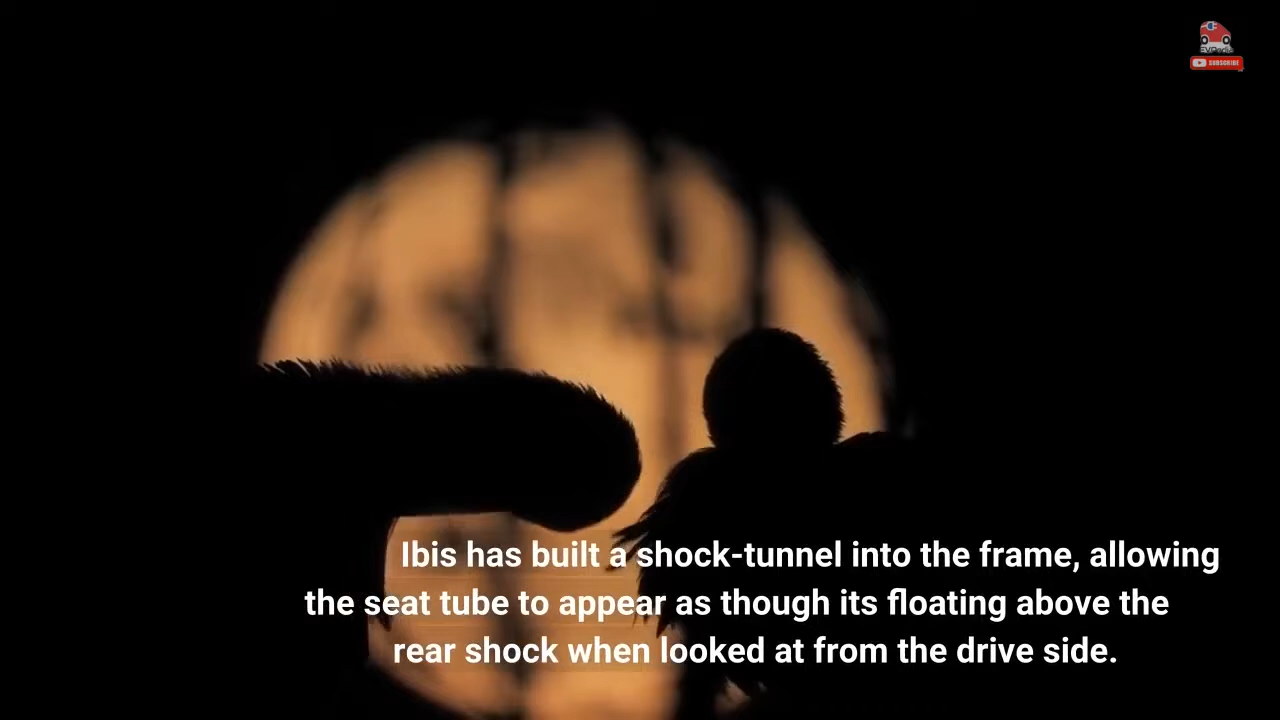 SUBSCRIBE
Ibis has built a shock-tunnel into the frame, allowing
the seat tube to appear as though its floating above the
rear shock when looked at from the drive side.